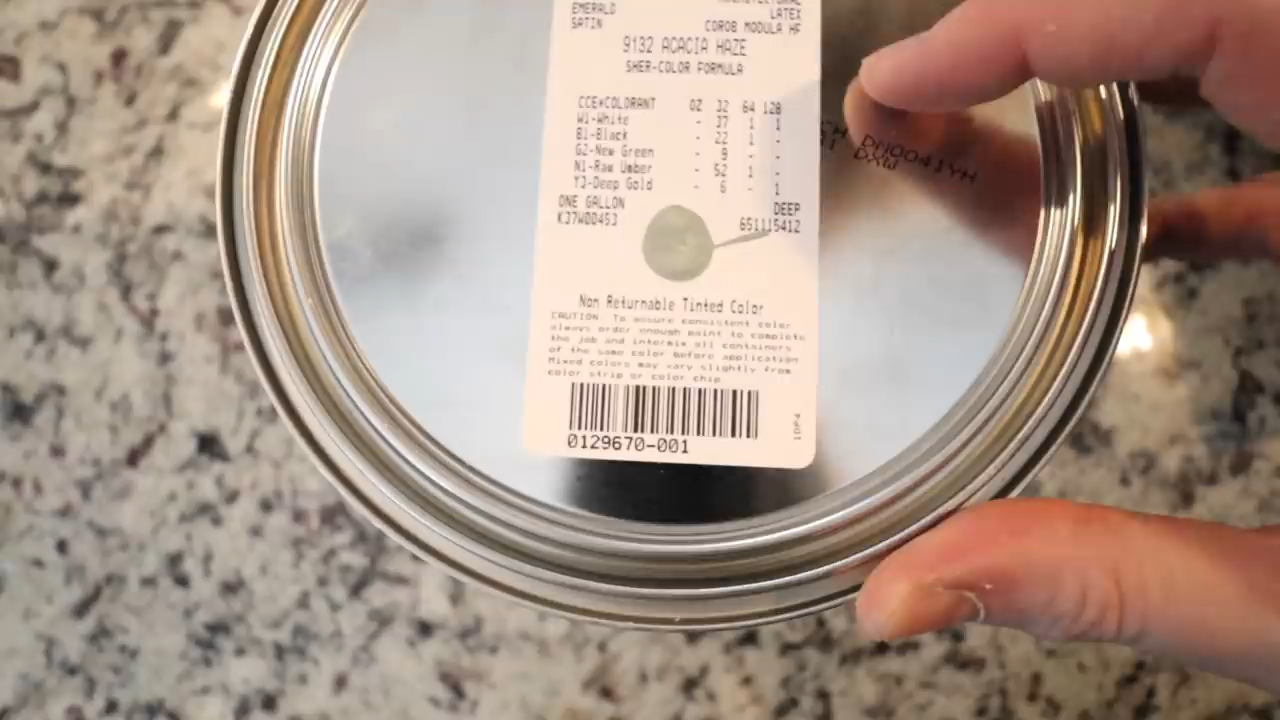 EMERALD
LATEX
SATIN
COROB MODULA HF
9132 ACACIA HAZE
SHER-COLOR FORMULA
CCE*COLORANT OZ 32 64 128
W1-White - 37 1 1
B1-Black - 22 1 -
G2-New Green - 9 - -
N1-Raw Umber - 52 1 -
Y3-Deep Gold - 6 - 1
ONE GALLON DEEP
K37W00453 651115412
Non Returnable Tinted Color
CAUTION: To assure consistent color
always order enough paint to complete
the job and intermix all containers
of the same color before application
Mixed colors may vary slightly from
color strip or color chip
0129670-001
DN0041YH
DXW